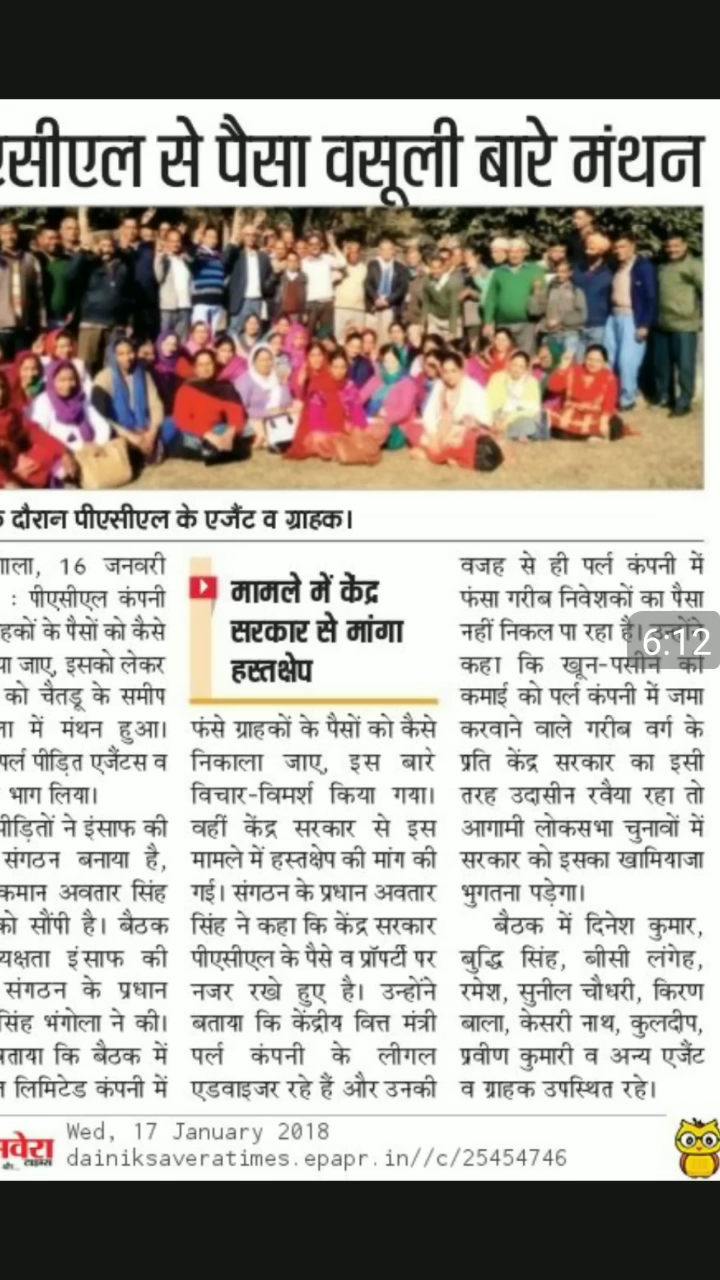 सीएल से पैसा वसूली बारे मंथन
दौरान पीएसीएल के एजैंट व ग्राहक।
16 जनवरी
: पीएसीएल कंपनी
के पैसों को कैसे
जाए, इसको लेकर
को चैतडू के समीप
में मंथन हुआ।
पर्ल पीड़ित एजैंटस व
भाग लिया।
पीड़ितों ने इंसाफ की
संगठन बनाया है,
कमान अवतार सिंह
को सौंपी है। बैठक
इंसाफ की
संगठन के प्रधान
सिंह भंगोला ने की।
कि बैठक में
लिमिटेड कंपनी में
मामले में केंद्र
सरकार से मांगा
हस्तक्षेप
फंसे ग्राहकों के पैसों को कैसे
निकाला जाए, इस बारे
विचार-विमर्श किया गया।
वहीं केंद्र सरकार से इस
मामले में हस्तक्षेप की मांग की
गई। संगठन के प्रधान अवतार
सिंह ने कहा कि केंद्र सरकार
पीएसीएल के पैसे व प्रॉपर्टी पर
नजर रखे हुए है। उन्होंने
बताया कि केंद्रीय वित्त मंत्री
पर्ल कंपनी के लीगल
एडवाइजर रहे हैं और उनकी
वजह से ही पर्ल कंपनी में
फंसा गरीब निवेशकों का पैसा
नहीं निकल पा रहा है। उन्होंने
कहा कि खून-पसीने की
कमाई को पर्ल कंपनी में जमा
करवाने वाले गरीब वर्ग के
प्रति केंद्र सरकार का इसी
तरह उदासीन रवैया रहा तो
आगामी लोकसभा चुनावों में
सरकार को इसका खामियाजा
भुगतना पड़ेगा।
बैठक में दिनेश कुमार,
बुद्धि सिंह, बीसी लंगेह,
रमेश, सुनील चौधरी, किरण
बाला, केसरी नाथ, कुलदीप,
प्रवीण कुमारी व अन्य एजैंट
व ग्राहक उपस्थित रहे।
6:12
सवेरा
टाइम्स
Wed, 17 January 2018
dainiksaveratimes.epapr.in//c/25454746